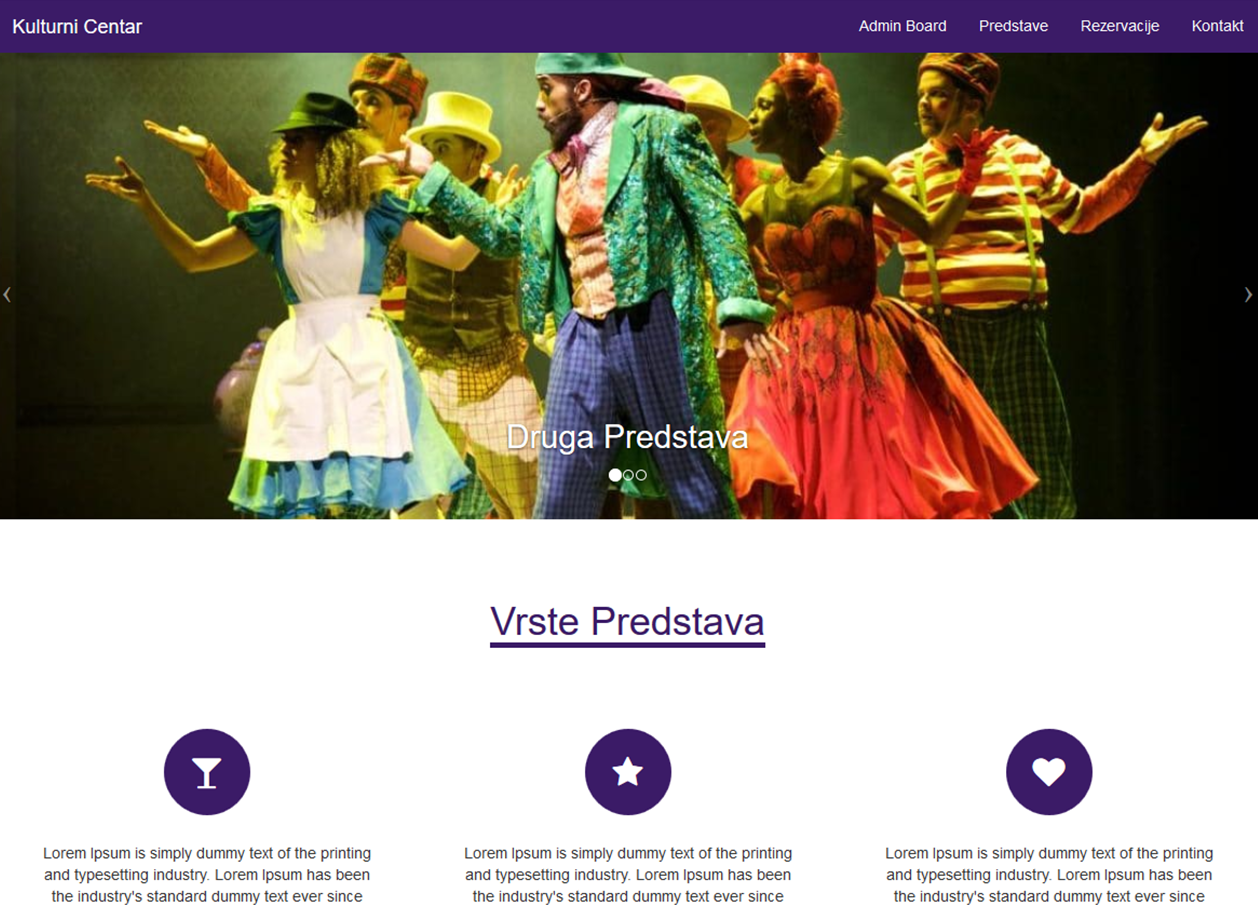 Kulturni Centar
Admin Board Predstave Rezervacije Kontakt
Druga Predstava
Vrste Predstava
Lorem Ipsum is simply dummy text of the printing
and typesetting industry. Lorem Ipsum has been
the industry's standard dummy text ever since
Lorem Ipsum is simply dummy text of the printing
and typesetting industry. Lorem Ipsum has been
the industry's standard dummy text ever since
Lorem Ipsum is simply dummy text of the printing
and typesetting industry. Lorem Ipsum has been
the industry's standard dummy text ever since